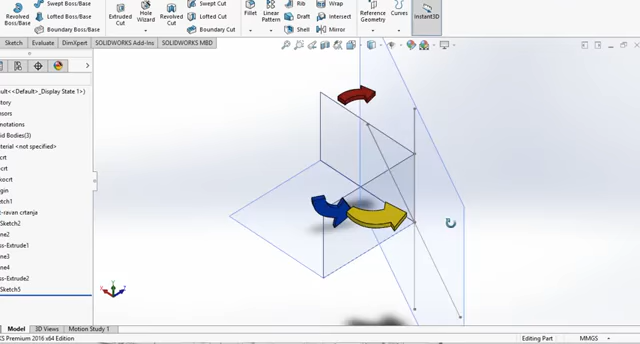 Revolved Boss/Base
Swept Boss/Base
Lofted Boss/Base
Boundary Boss/Base
Extruded Cut
Hole Wizard
Revolved Cut
Swept Cut
Lofted Cut
Boundary Cut
Fillet
Linear Pattern
Rib
Draft
Shell
Wrap
Intersect
Mirror
Reference Geometry
Curves
Instant3D
Sketch Evaluate DimXpert SOLIDWORKS Add-Ins SOLIDWORKS MBD
ult<<Default>_Display State 1>)
tory
sors
notations
id Bodies(3)
terial <not specified>
crt
crt
kocrt
gin
etch1
t-ravan crtanja
Sketch2
ne2
ss-Extrude1
ne3
ne4
ss-Extrude2
Sketch5
Model 3D Views Motion Study 1
KS Premium 2016 x64 Edition
Editing Part
MMGS